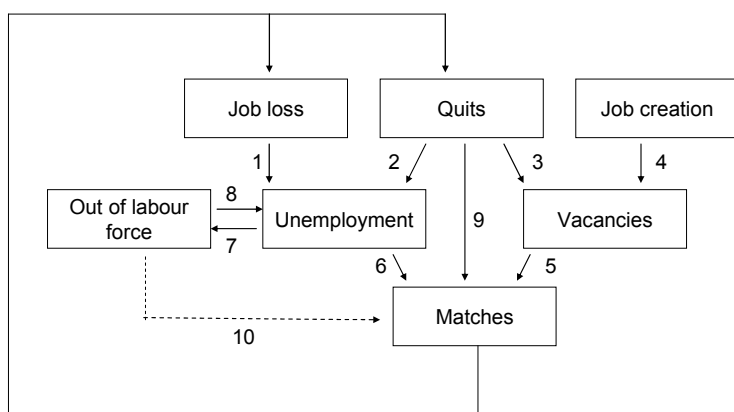 Job loss
Quits
Job creation
1
2
3
4
Out of labour
force
8
7
Unemployment
9
Vacancies
6
5
Matches
10